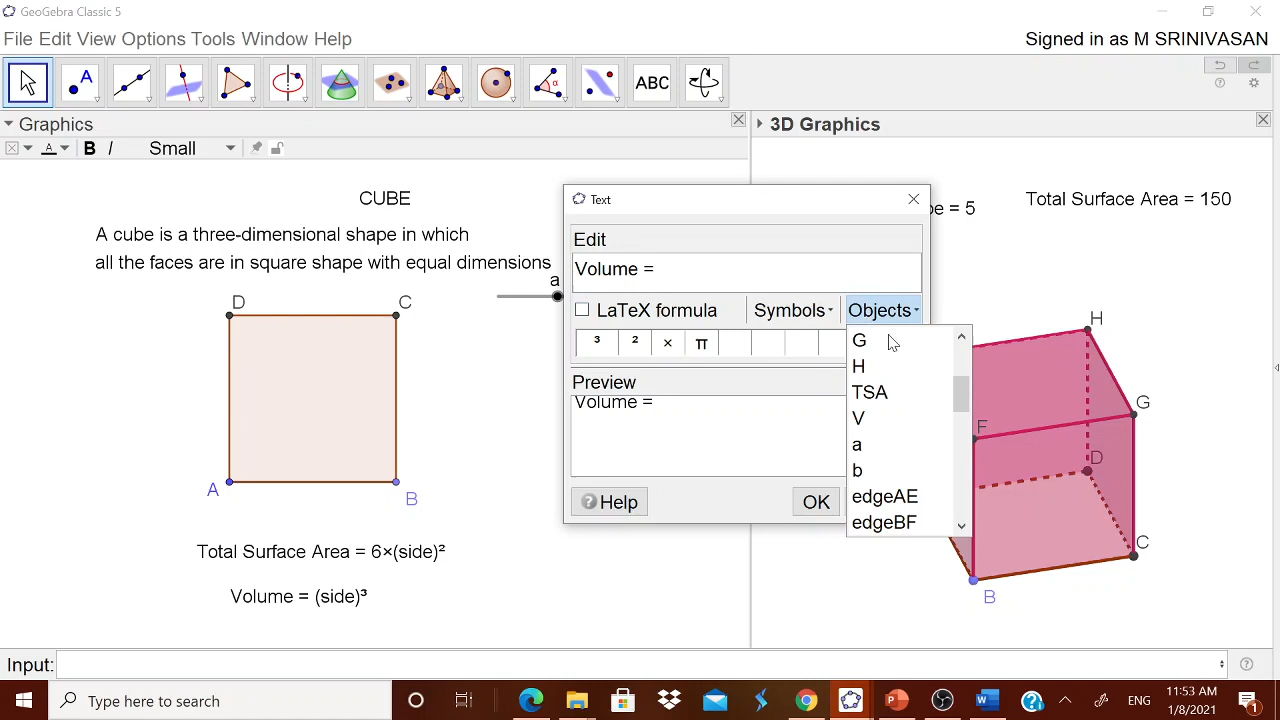 GeoGebra Classic 5
File Edit View Options Tools Window Help
Signed in as M SRINIVASAN
A
α
ABC
Graphics
3D Graphics
A
B I Small
CUBE
A cube is a three-dimensional shape in which
all the faces are in square shape with equal dimensions
a
D
C
A
B
Total Surface Area = 6×(side)²
Volume = (side)³
Text
Edit
Volume =
LaTeX formula
Symbols
Objects
³ ² × π
Preview
Volume =
Help
OK
G
H
TSA
V
a
b
edgeAE
edgeBF
be = 5
Total Surface Area = 150
H
G
F
D
C
B
Input:
Type here to search
ENG
11:53 AM
1/8/2021
1